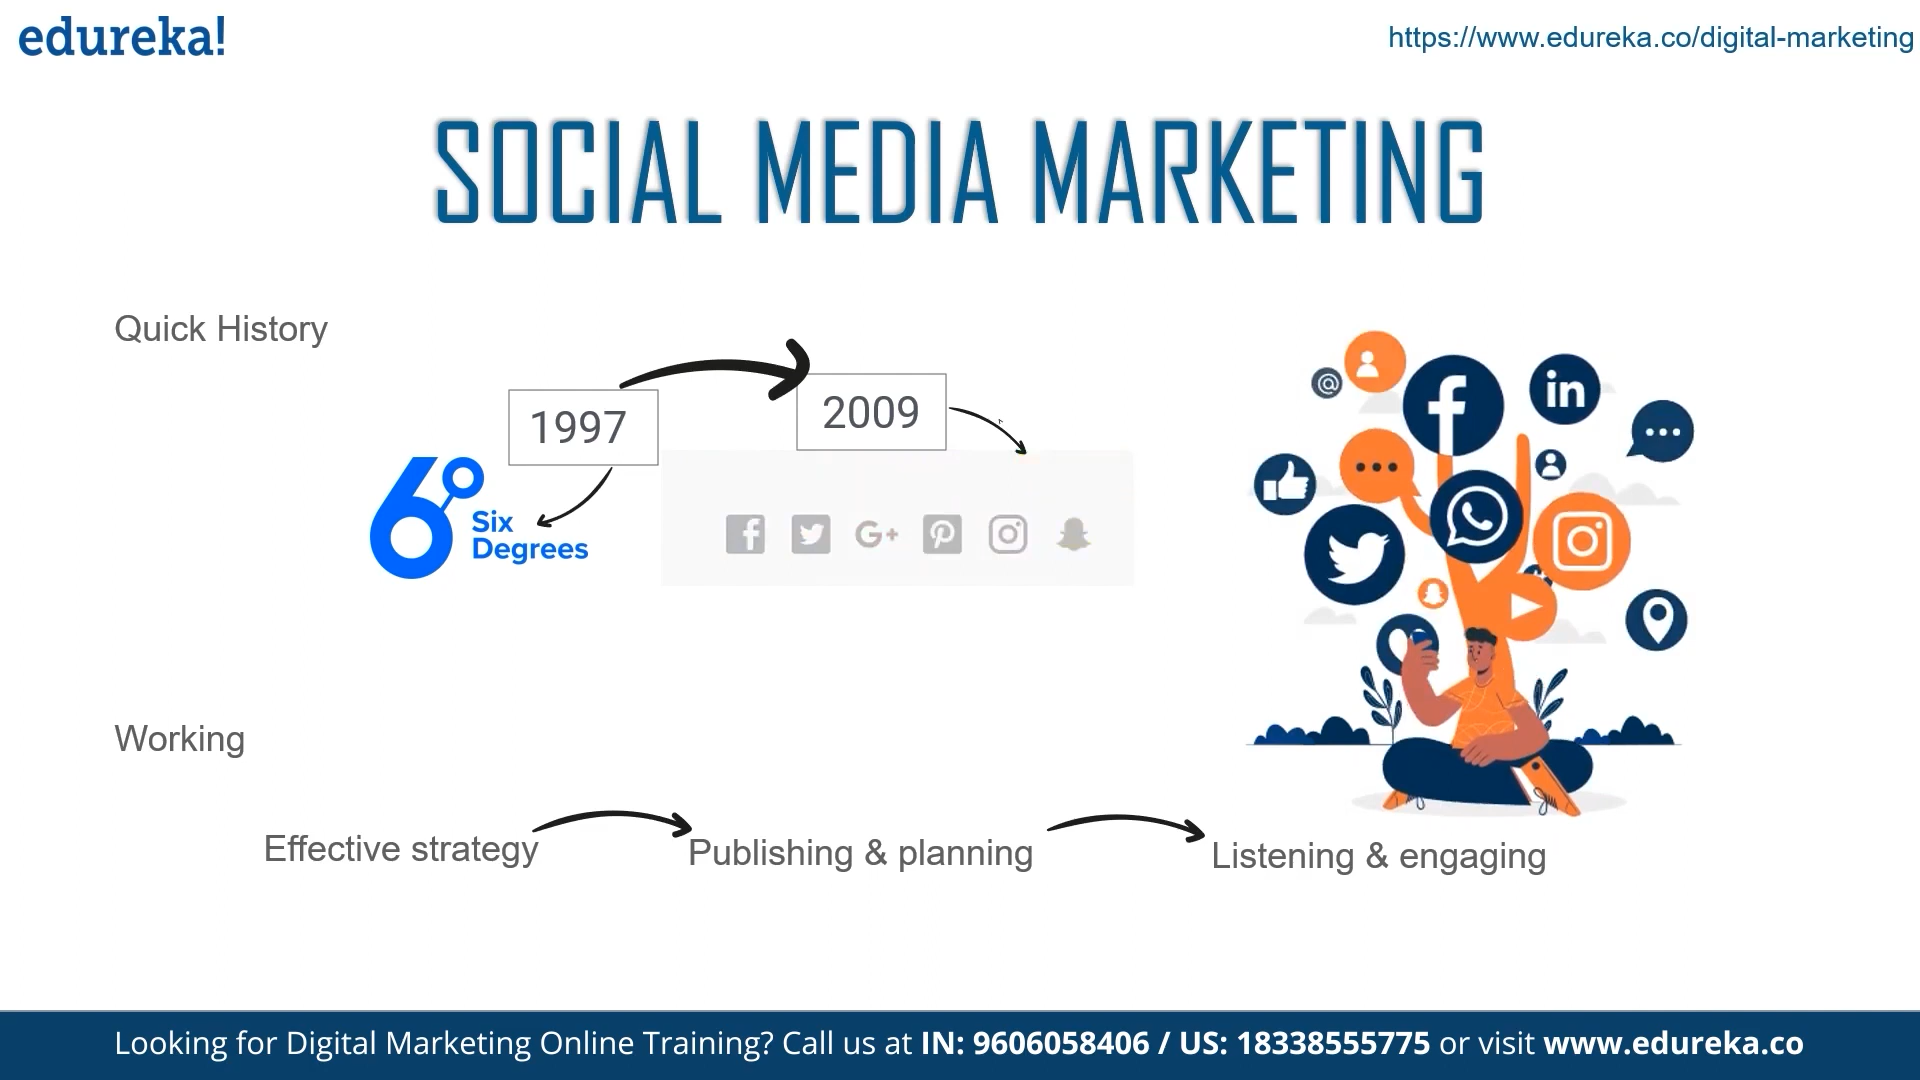 edureka!
https://www.edureka.co/digital-marketing
SOCIAL MEDIA MARKETING
Quick History
1997
2009
6°
Six
Degrees
G+
in
Working
Effective strategy
Publishing & planning
Listening & engaging
Looking for Digital Marketing Online Training? Call us at IN: 9606058406 / US: 18338555775 or visit www.edureka.co